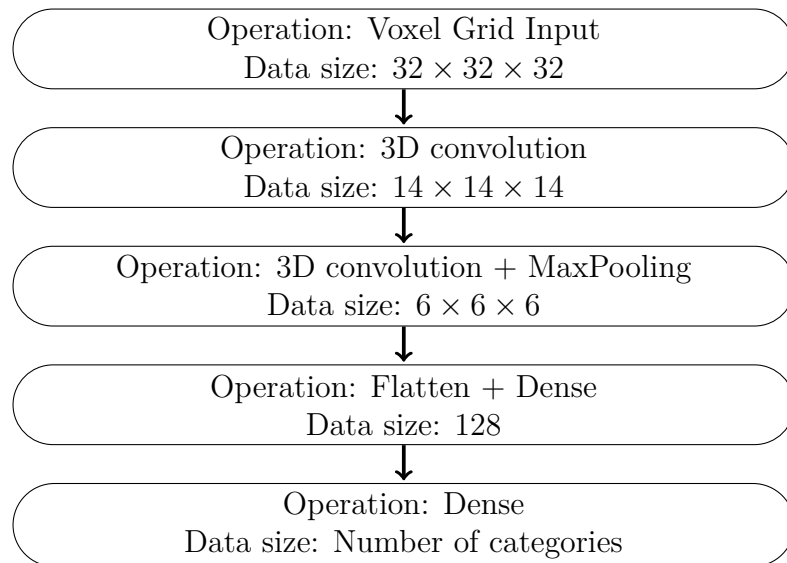 Operation: Voxel Grid Input
Data size: 32 × 32 × 32
Operation: 3D convolution
Data size: 14 × 14 × 14
Operation: 3D convolution + MaxPooling
Data size: 6 × 6 × 6
Operation: Flatten + Dense
Data size: 128
Operation: Dense
Data size: Number of categories